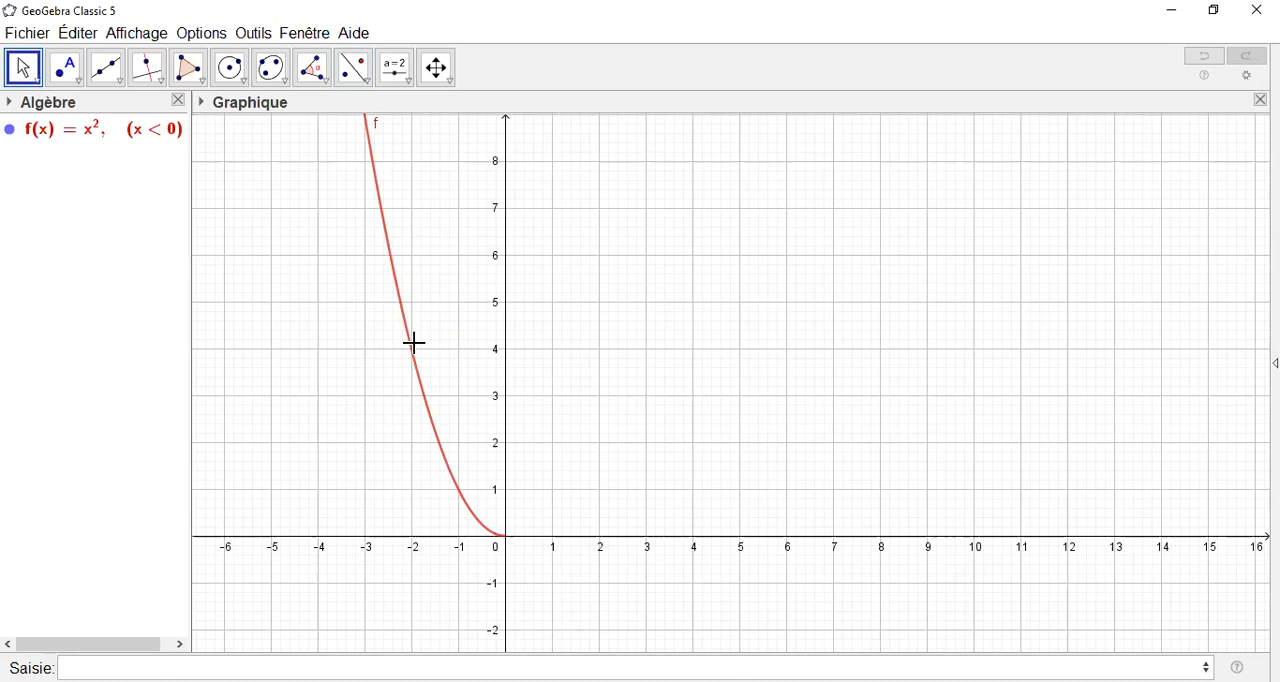 GeoGebra Classic 5
Fichier Éditer Affichage Options Outils Fenêtre Aide
A α a=2
Algèbre Graphique
f(x) = x², (x < 0)
f
8
7
6
5
4
3
2
1
-6 -5 -4 -3 -2 -1 0 1 2 3 4 5 6 7 8 9 10 11 12 13 14 15 16
-1
-2
Saisie: